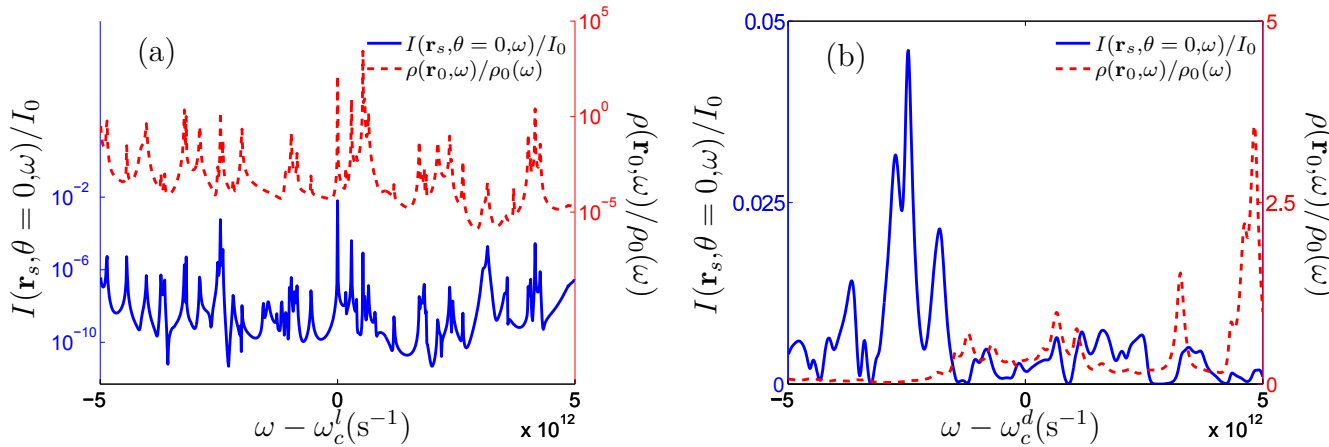 (a)
I(r_s,θ = 0,ω)/I_0
ρ(r_0,ω)/ρ_0(ω)
I(r_s,θ = 0,ω)/I_0
10^-2
10^-6
10^-10
10^5
10^0
10^-5
ρ(r_0,ω)/ρ_0(ω)
−5
0
5
x 10^12
ω − ω_c^l(s^−1)
(b)
I(r_s,θ = 0,ω)/I_0
ρ(r_0,ω)/ρ_0(ω)
I(r_s,θ = 0,ω)/I_0
0.05
0.025
0
5
2.5
0
ρ(r_0,ω)/ρ_0(ω)
−5
0
5
x 10^12
ω − ω_c^d(s^−1)